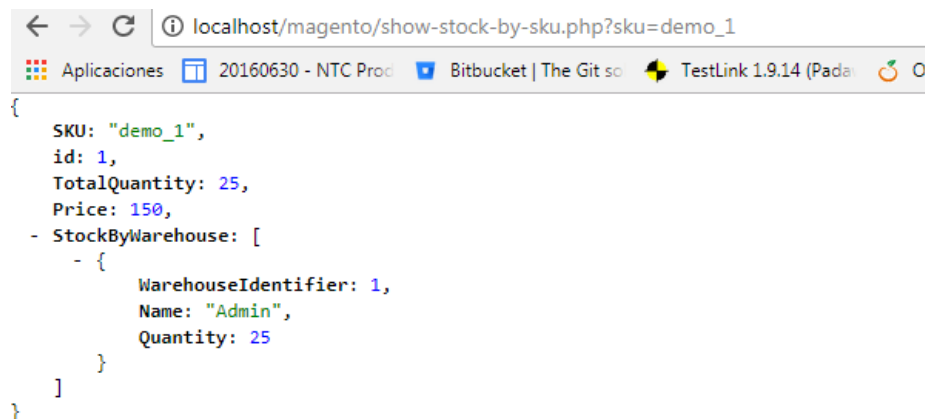 localhost/magento/show-stock-by-sku.php?sku=demo_1
Aplicaciones 20160630 - NTC Prod Bitbucket | The Git so TestLink 1.9.14 (Pada O
{
SKU: "demo_1",
id: 1,
TotalQuantity: 25,
Price: 150,
- StockByWarehouse: [
- {
WarehouseIdentifier: 1,
Name: "Admin",
Quantity: 25
}
]
}